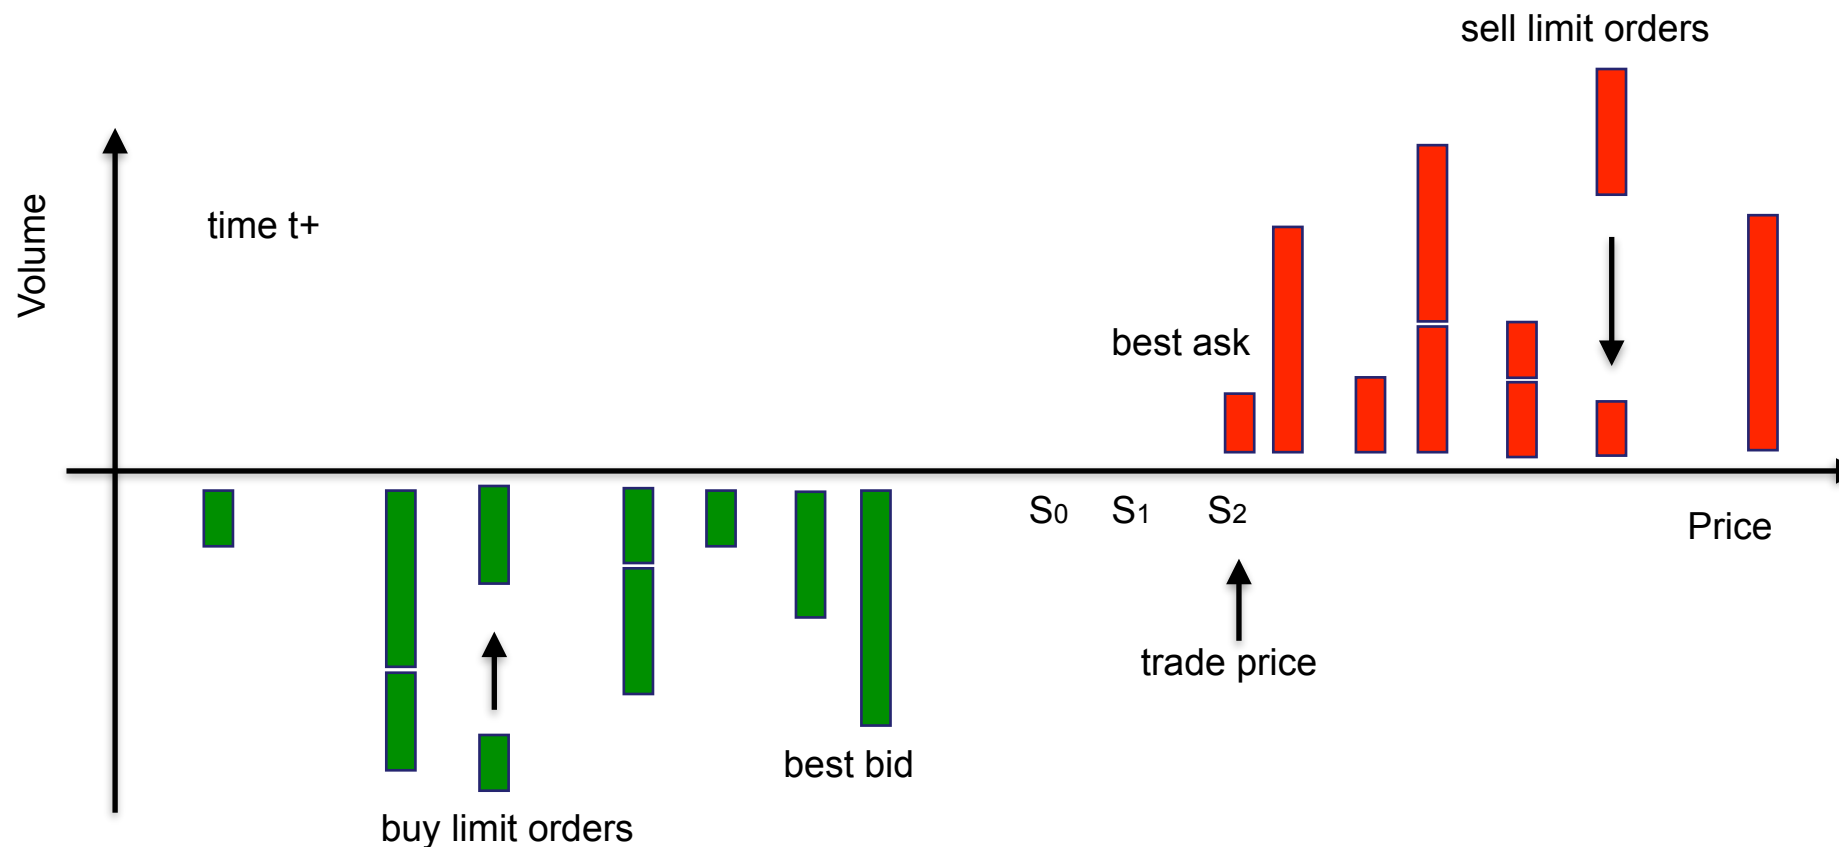 sell limit orders
Volume
time t+
best ask
S0
S1
S2
Price
trade price
best bid
buy limit orders